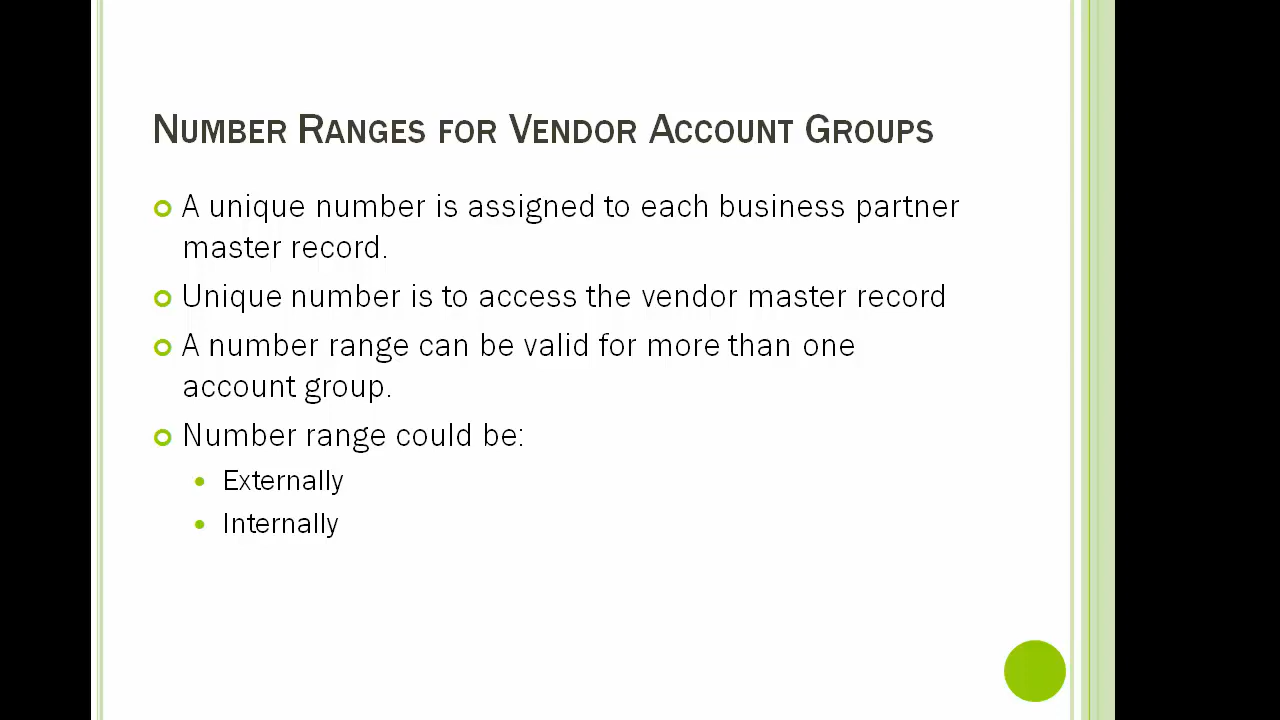 Number Ranges for Vendor Account Groups
A unique number is assigned to each business partner
master record.
Unique number is to access the vendor master record
A number range can be valid for more than one
account group.
Number range could be:
Externally
Internally